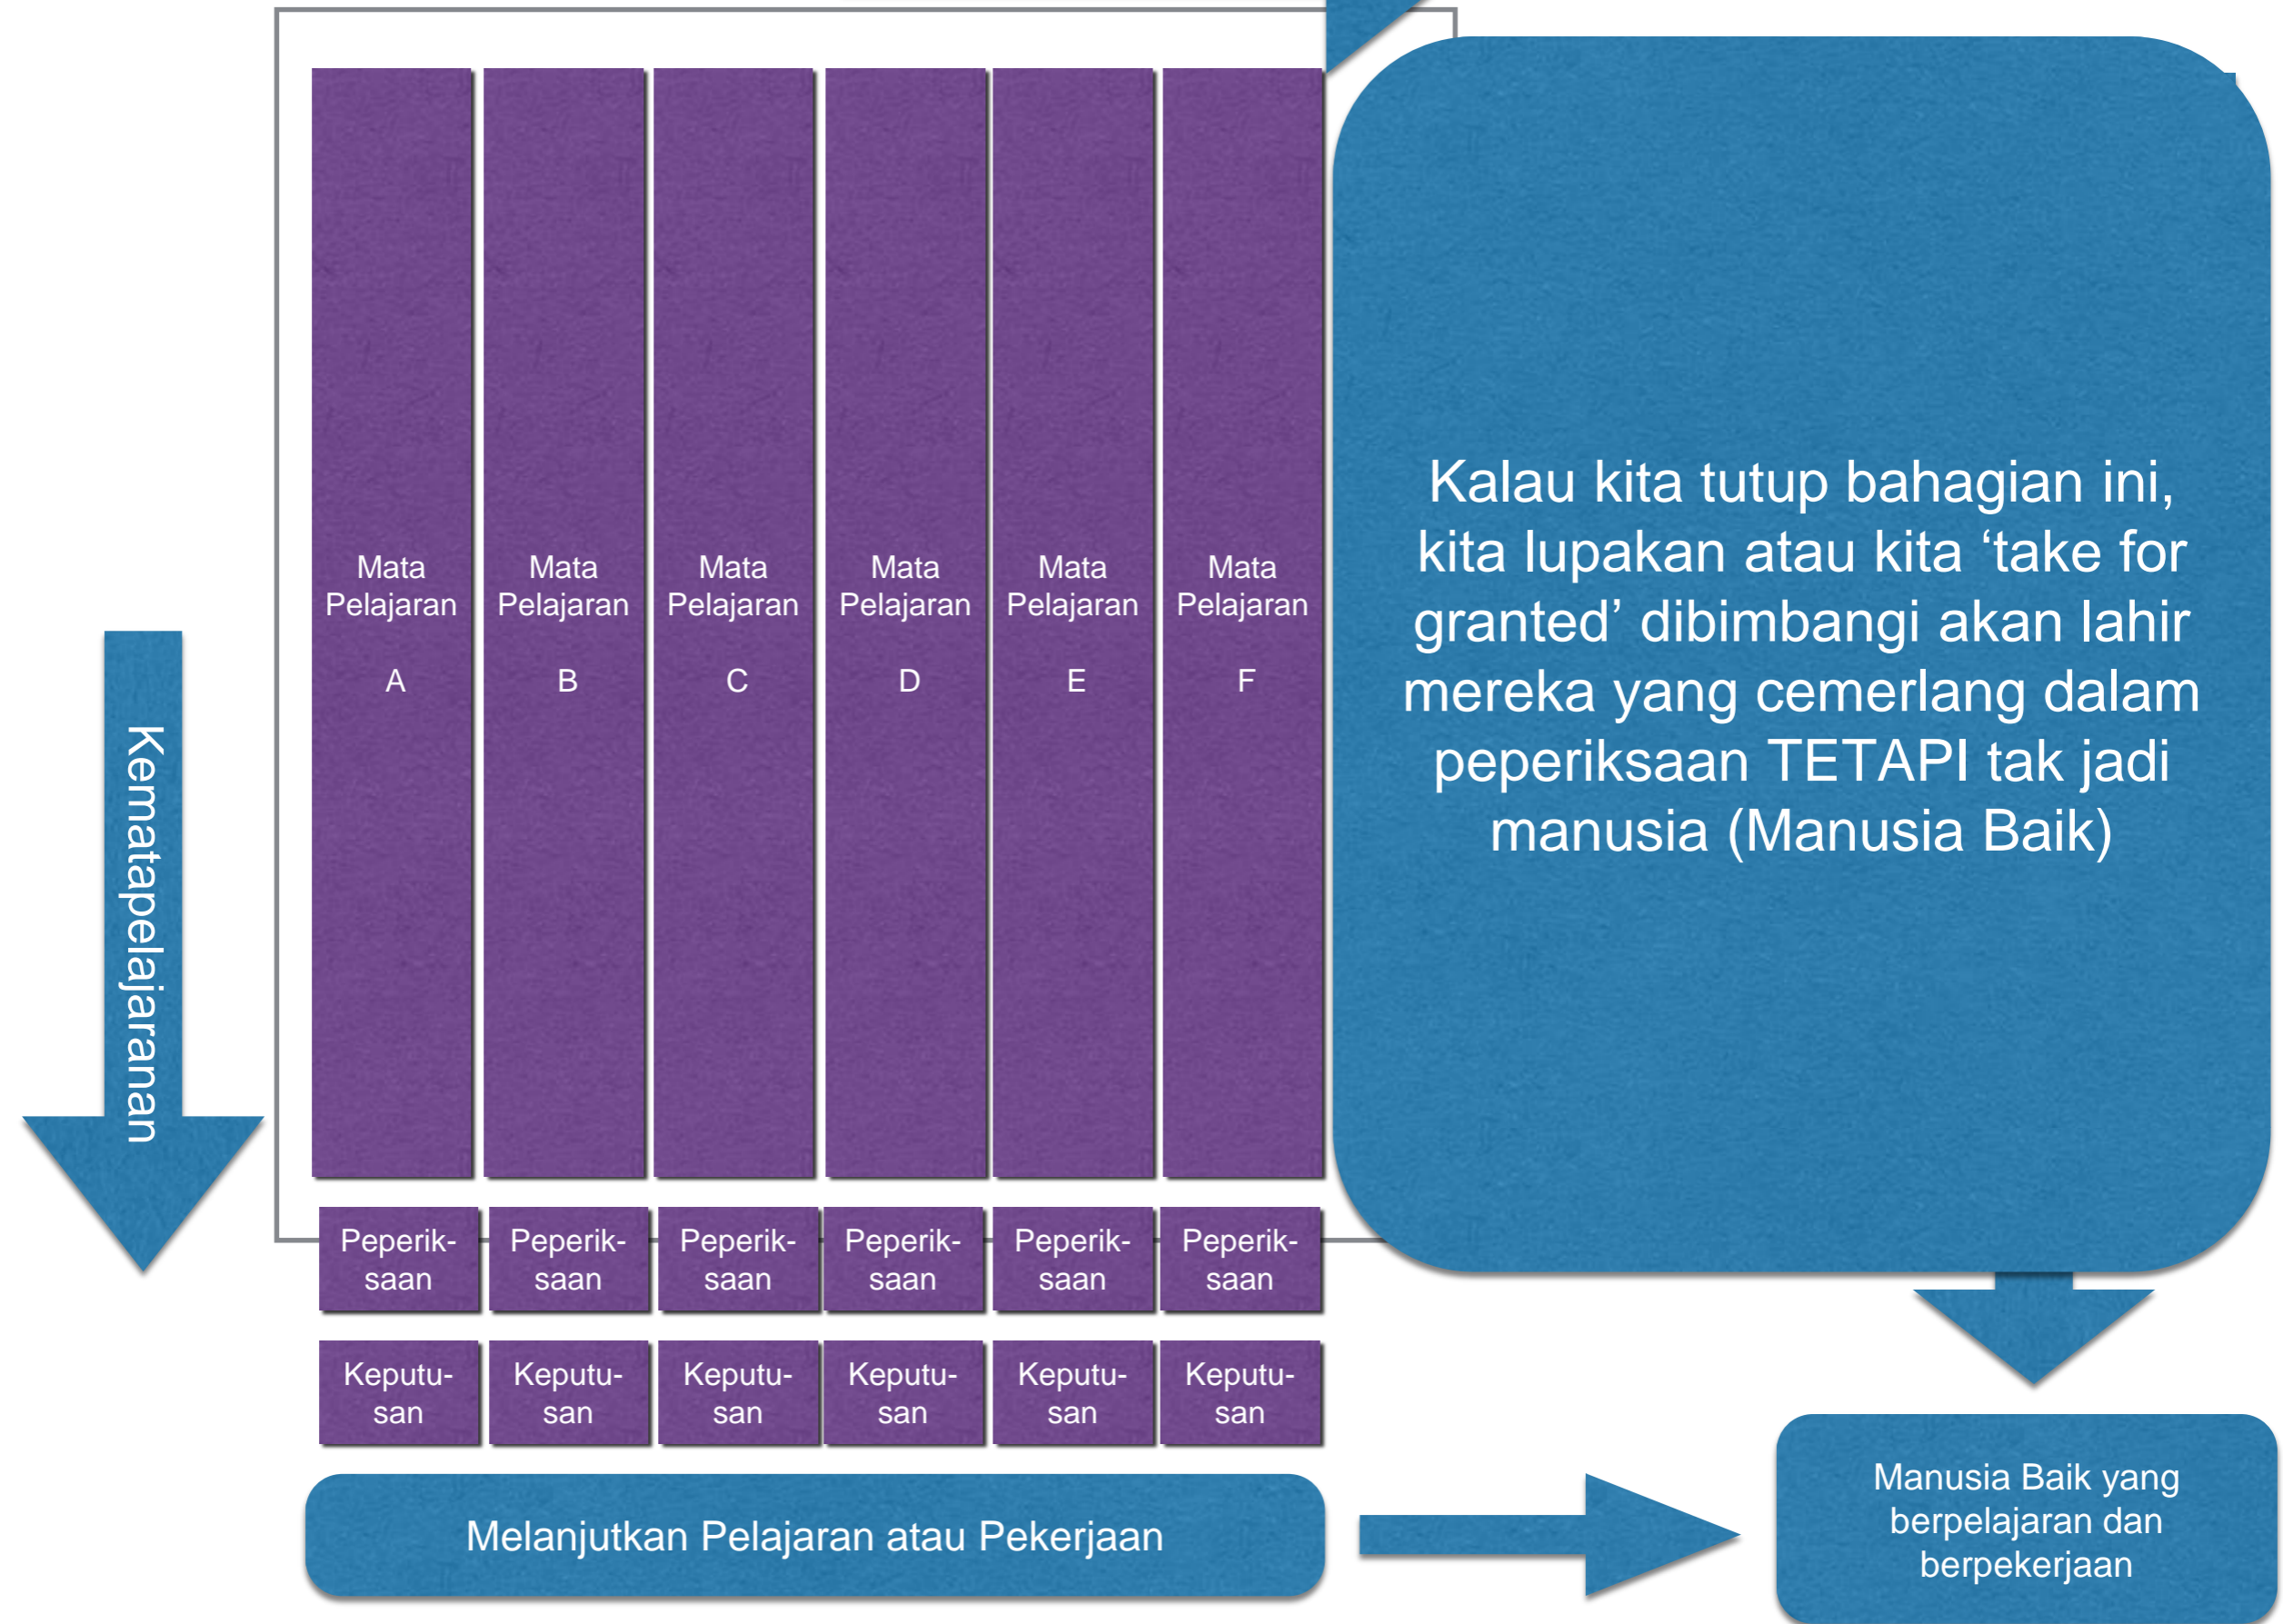 Kematapelajaranan
Mata
Pelajaran
A
Mata
Pelajaran
B
Mata
Pelajaran
C
Mata
Pelajaran
D
Mata
Pelajaran
E
Mata
Pelajaran
F
Kalau kita tutup bahagian ini,
kita lupakan atau kita ‘take for
granted’ dibimbangi akan lahir
mereka yang cemerlang dalam
peperiksaan TETAPI tak jadi
manusia (Manusia Baik)
Peperik-
saan
Peperik-
saan
Peperik-
saan
Peperik-
saan
Peperik-
saan
Peperik-
saan
Keputu-
san
Keputu-
san
Keputu-
san
Keputu-
san
Keputu-
san
Keputu-
san
Melanjutkan Pelajaran atau Pekerjaan
Manusia Baik yang
berpelajaran dan
berpekerjaan